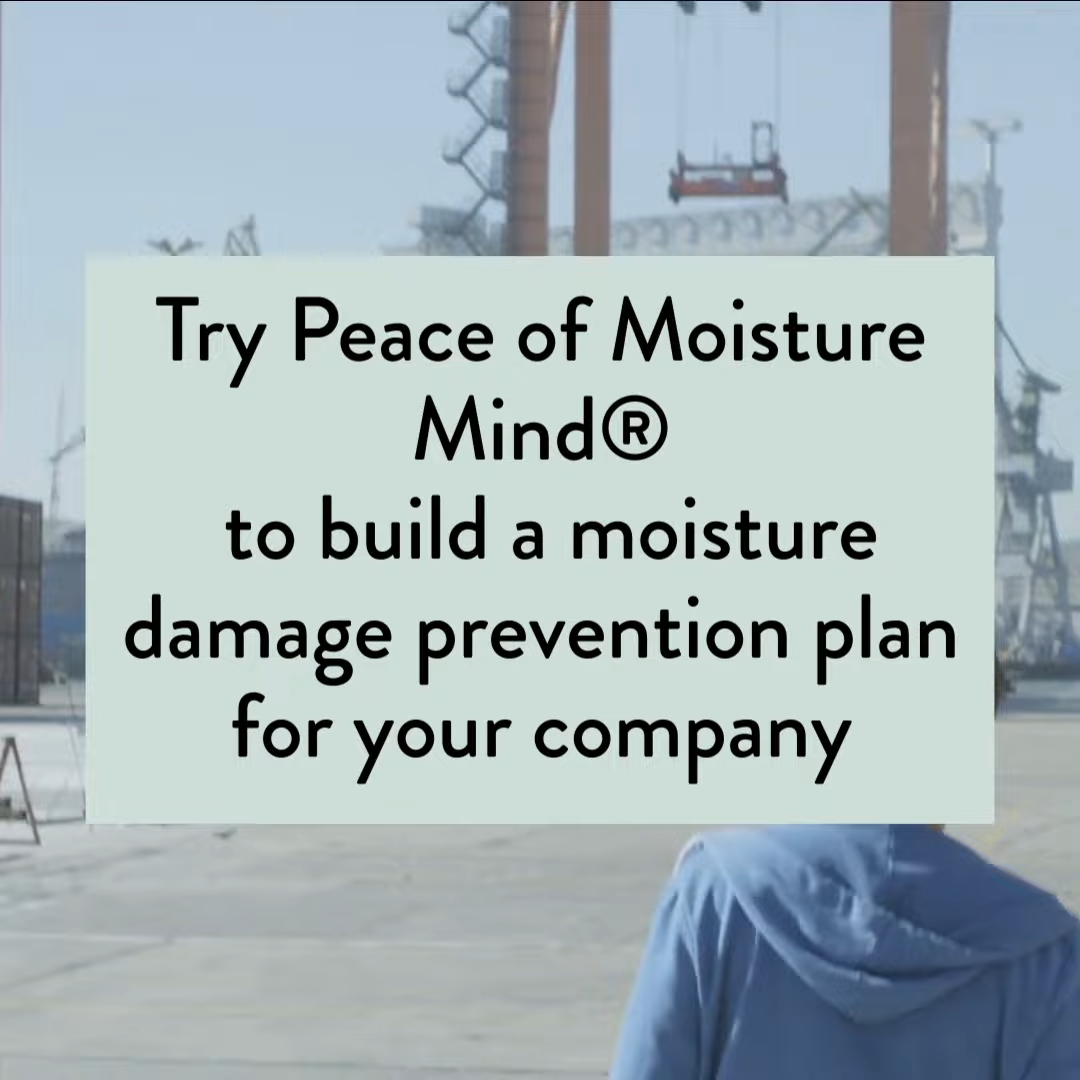 Try Peace of Moisture
Mind®
to build a moisture
damage prevention plan
for your company